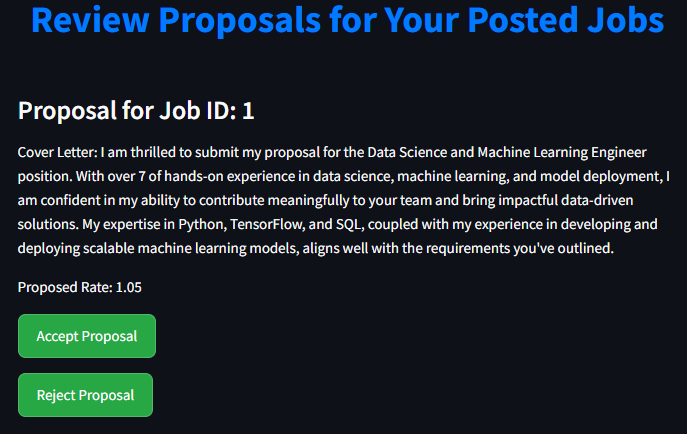 Review Proposals for Your Posted Jobs
Proposal for Job ID: 1
Cover Letter: I am thrilled to submit my proposal for the Data Science and Machine Learning Engineer
position. With over 7 of hands-on experience in data science, machine learning, and model deployment, I
am confident in my ability to contribute meaningfully to your team and bring impactful data-driven
solutions. My expertise in Python, TensorFlow, and SQL, coupled with my experience in developing and
deploying scalable machine learning models, aligns well with the requirements you've outlined.
Proposed Rate: 1.05
Accept Proposal
Reject Proposal